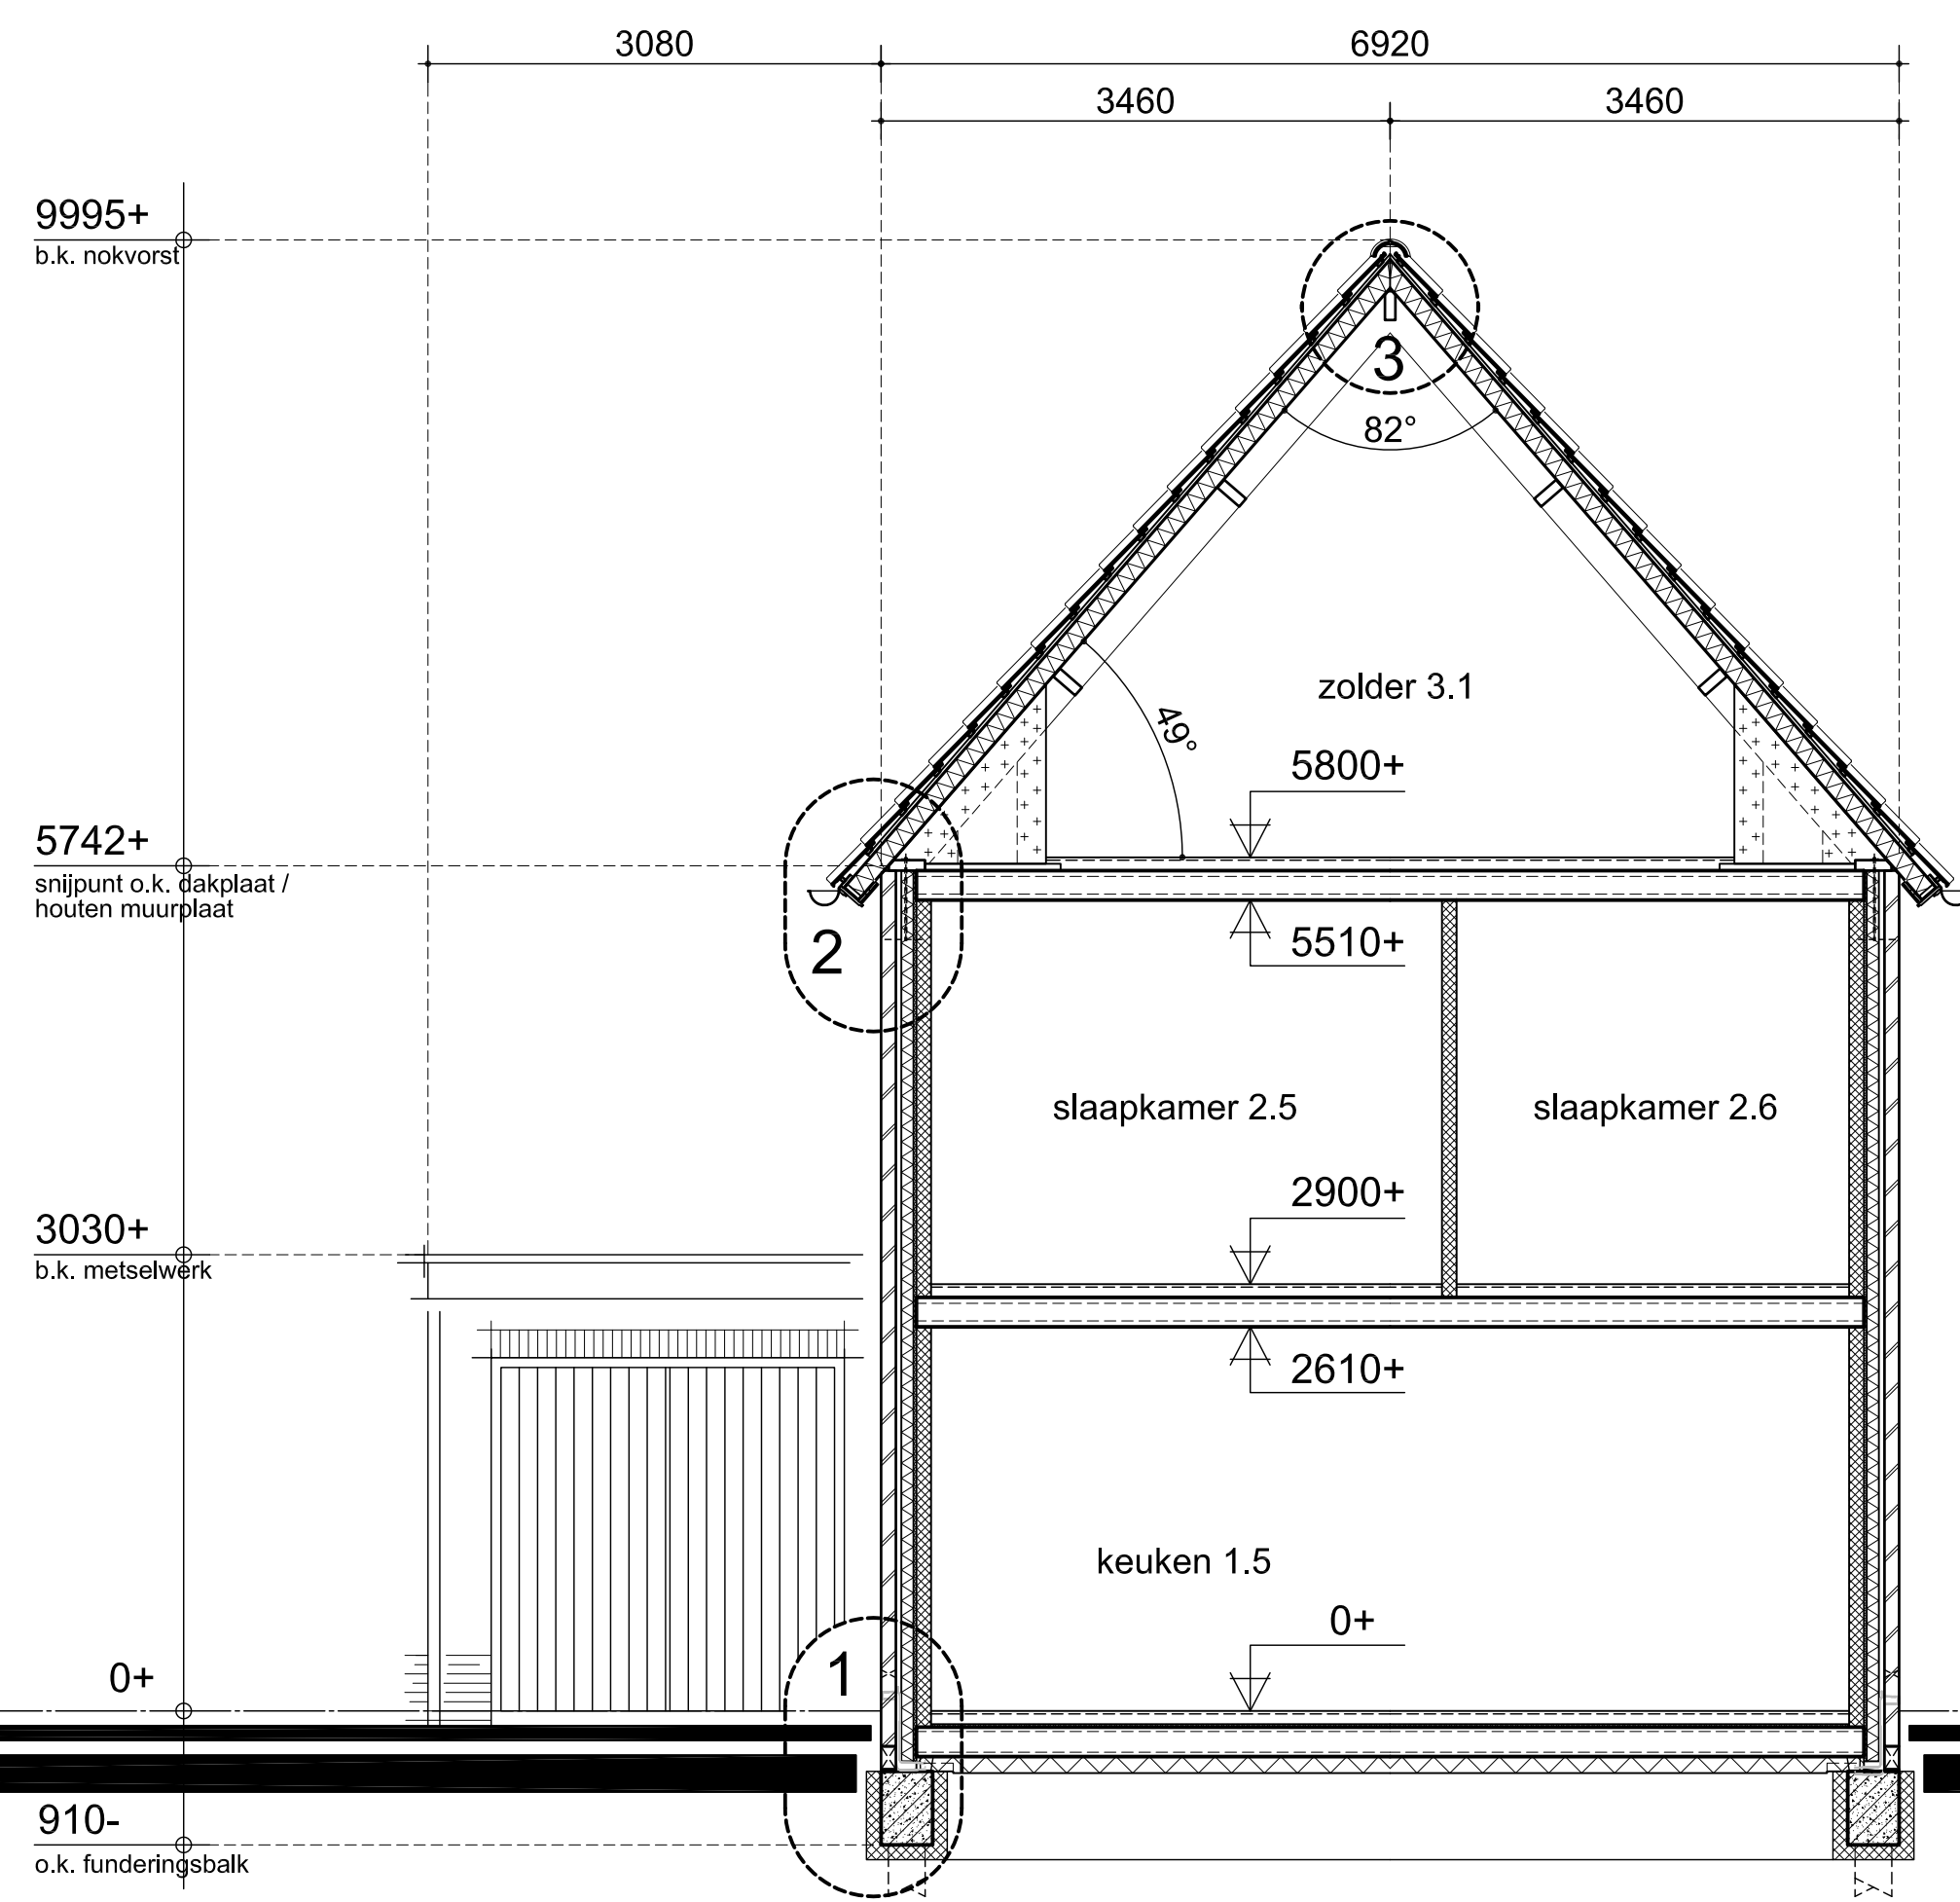 3080
6920
3460
3460
9995+
b.k. nokvorst
3
82°
49°
zolder 3.1
5800+
5742+
snijpunt o.k. dakplaat /
houten muurplaat
2
5510+
slaapkamer 2.5
slaapkamer 2.6
2900+
3030+
b.k. metselwerk
2610+
keuken 1.5
0+
1
0+
910-
o.k. funderingsbalk